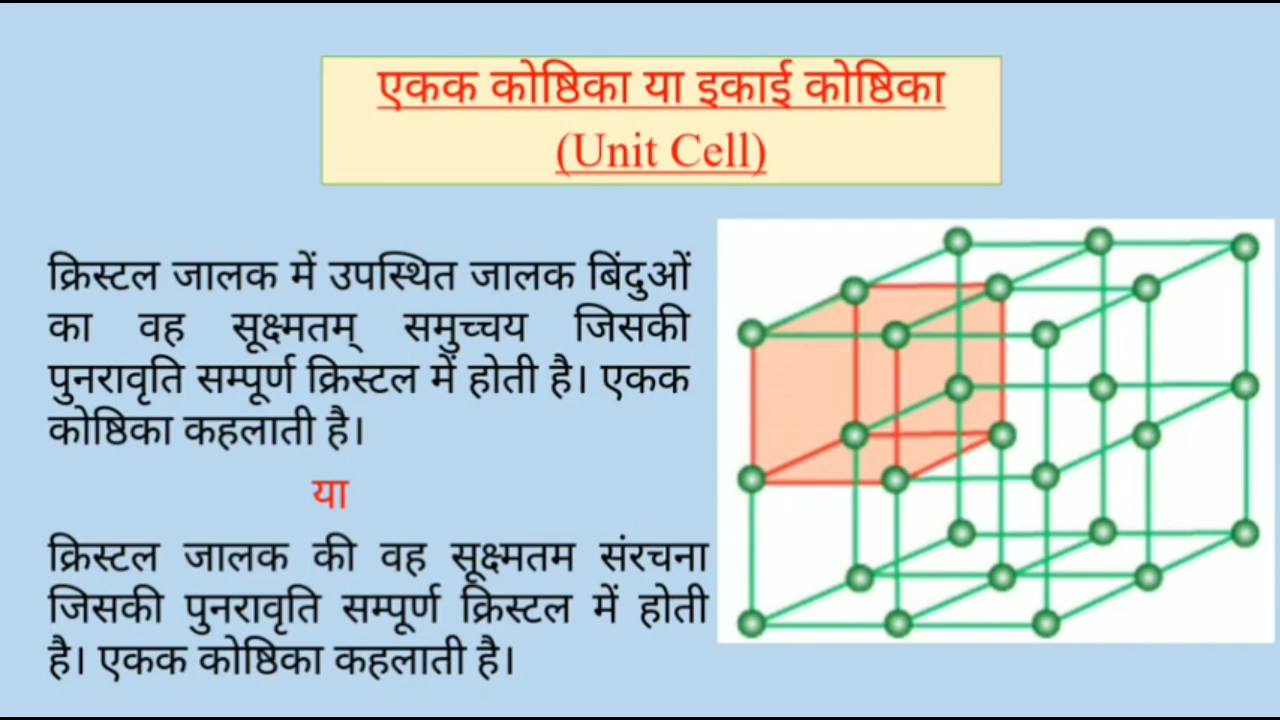 एकक कोष्ठिका या इकाई कोष्ठिका
(Unit Cell)
क्रिस्टल जालक में उपस्थित जालक बिंदुओं
का वह सूक्ष्मतम् समुच्चय जिसकी
पुनरावृति सम्पूर्ण क्रिस्टल में होती है। एकक
कोष्ठिका कहलाती है।
या
क्रिस्टल जालक की वह सूक्ष्मतम संरचना
जिसकी पुनरावृति सम्पूर्ण क्रिस्टल में होती
है। एकक कोष्ठिका कहलाती है।